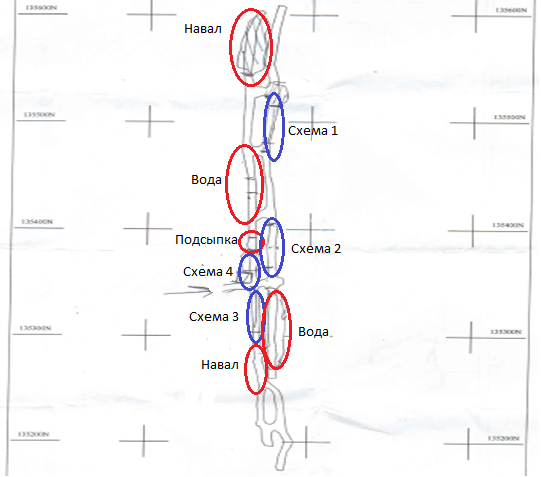 135600N
135600N
Навал
135500N
135500N
Схема 1
Вода
135400N
135400N
Подсыпка
Схема 2
Схема 4
Схема 3
Вода
135300N
135300N
Навал
135200N
135200N